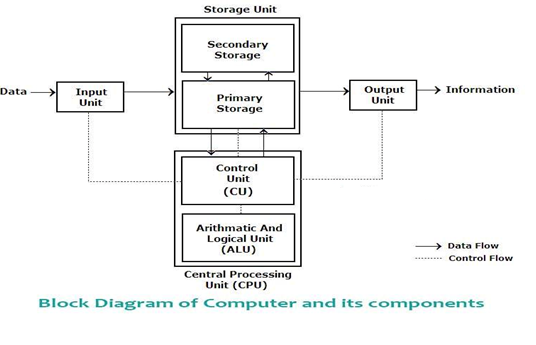 Storage Unit
Secondary
Storage
Data
Input
Unit
Primary
Storage
Output
Unit
Information
Control
Unit
(CU)
Arithmatic And
Logical Unit
(ALU)
Central Processing
Unit (CPU)
Data Flow
Control Flow
Block Diagram of Computer and its components